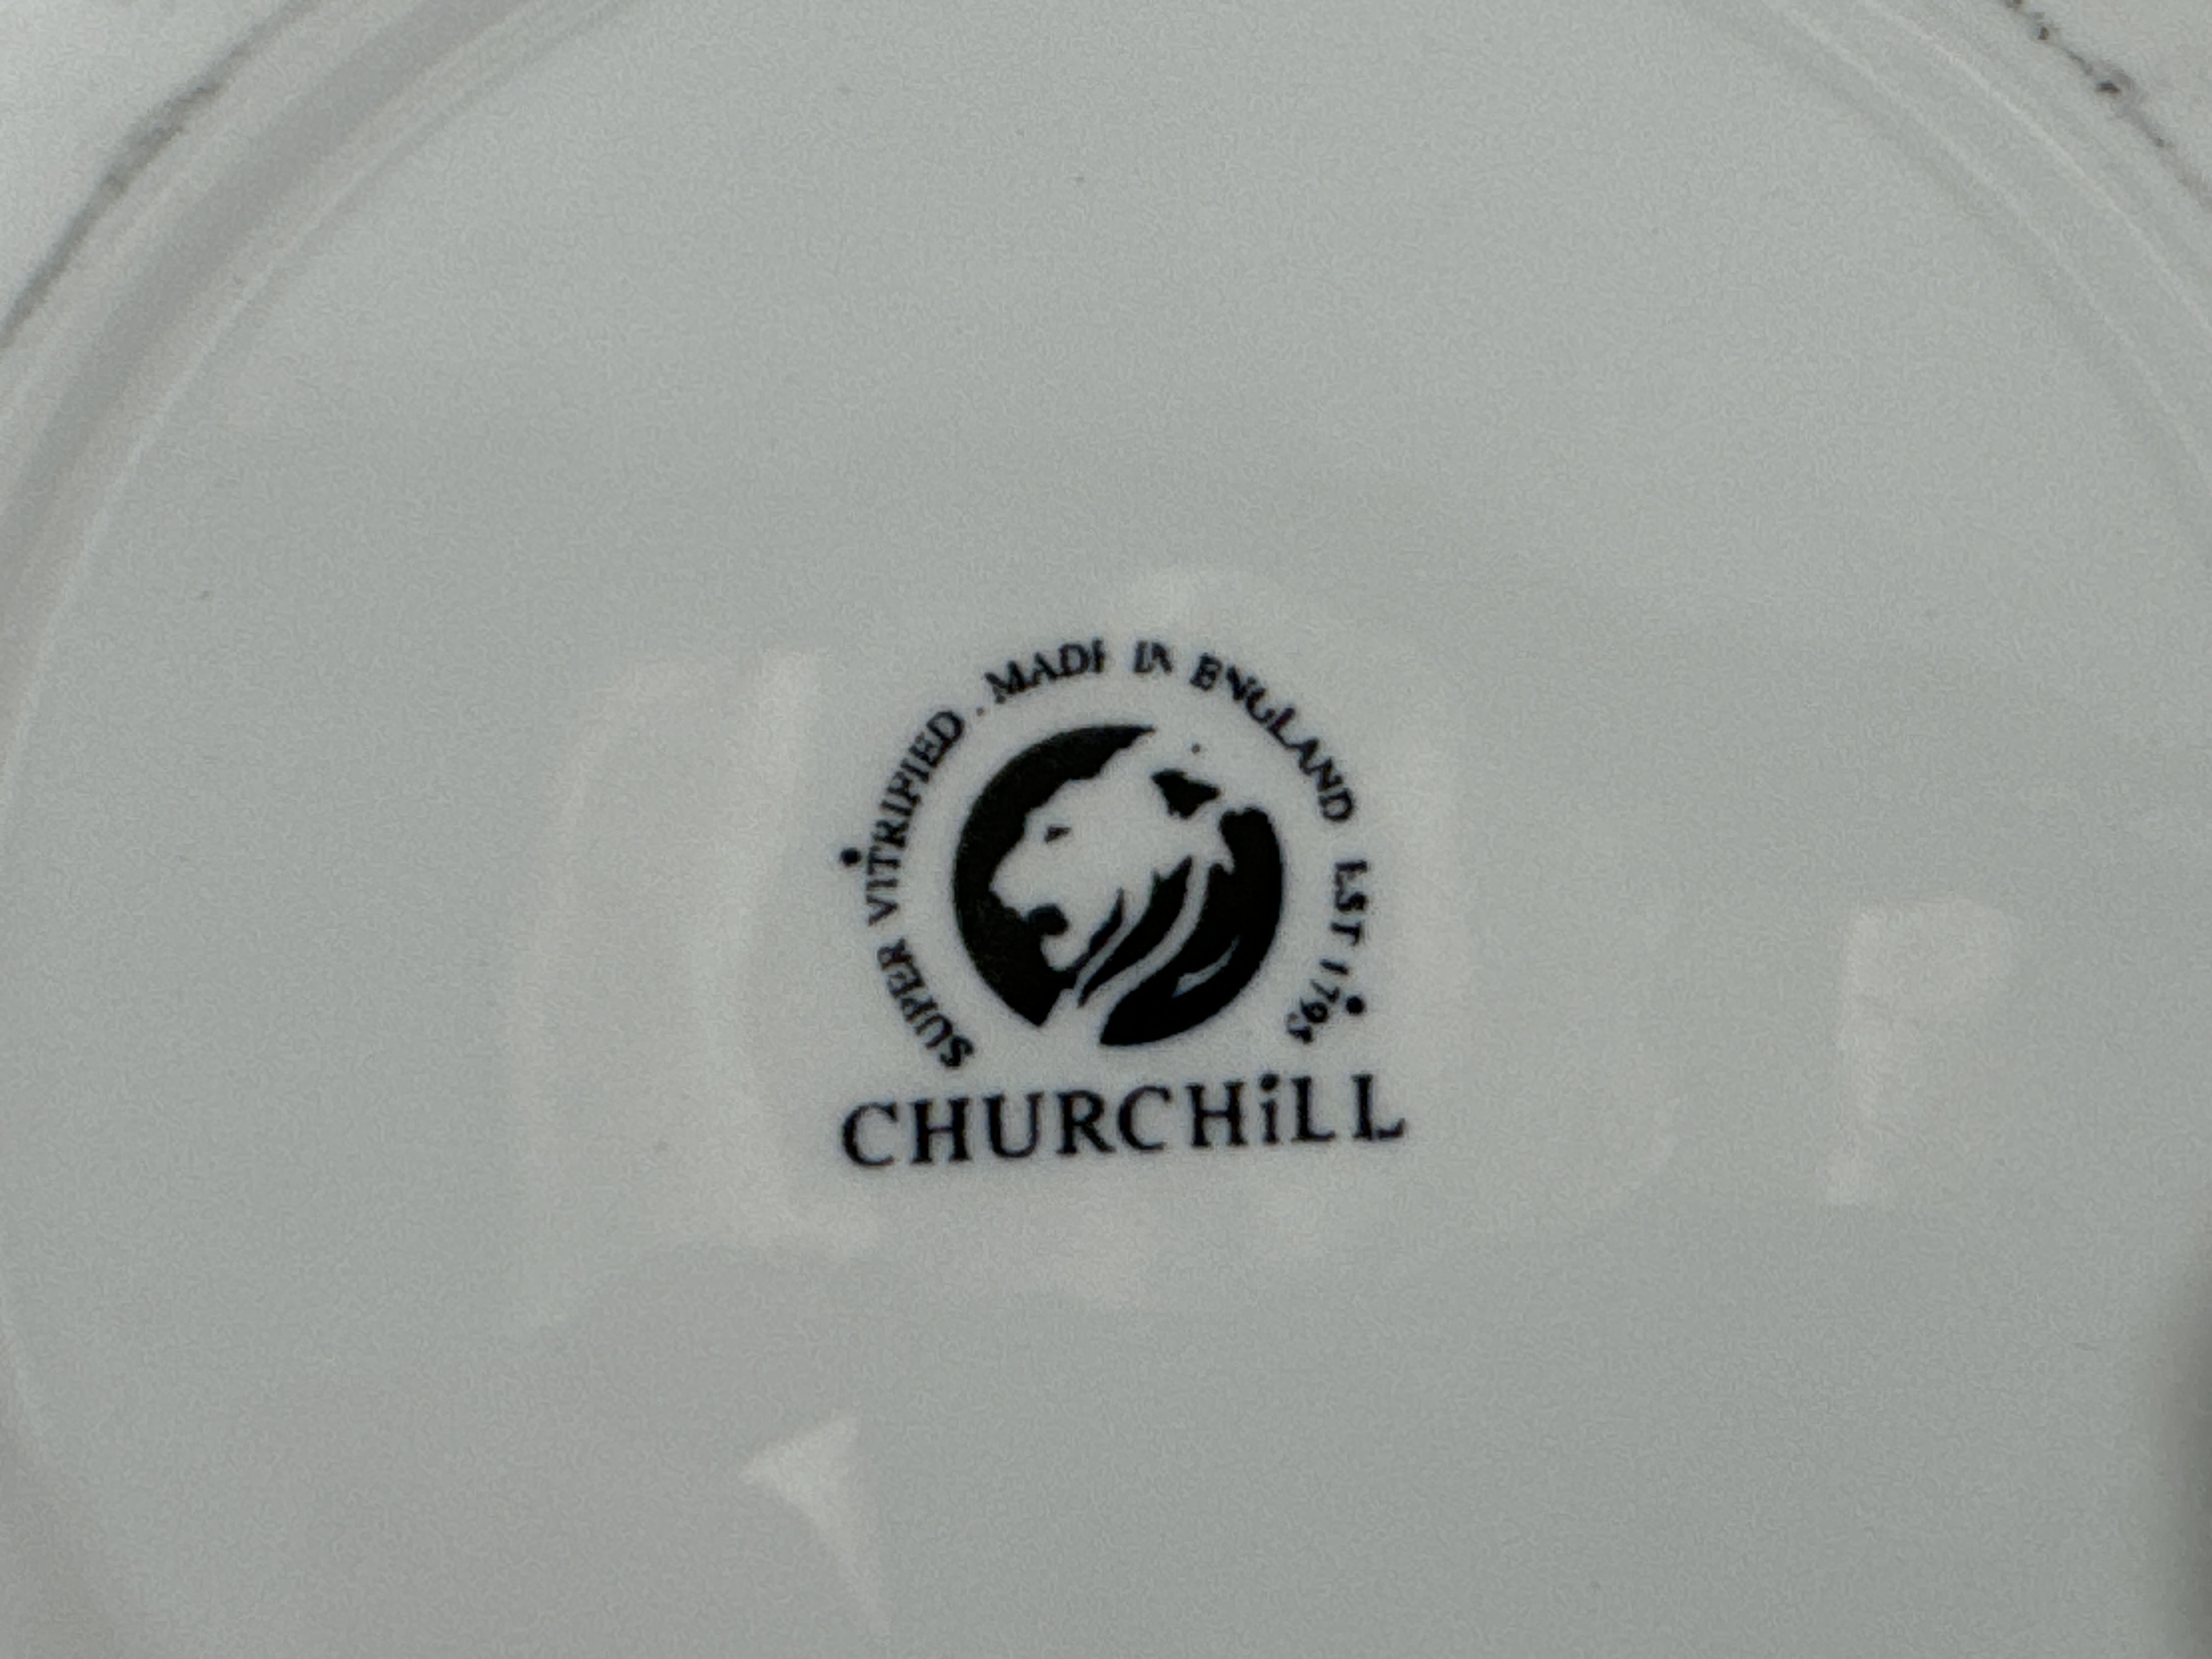 SUPER VITRIFIED . MADE IN ENGLAND EST 1795
CHURCHiLL